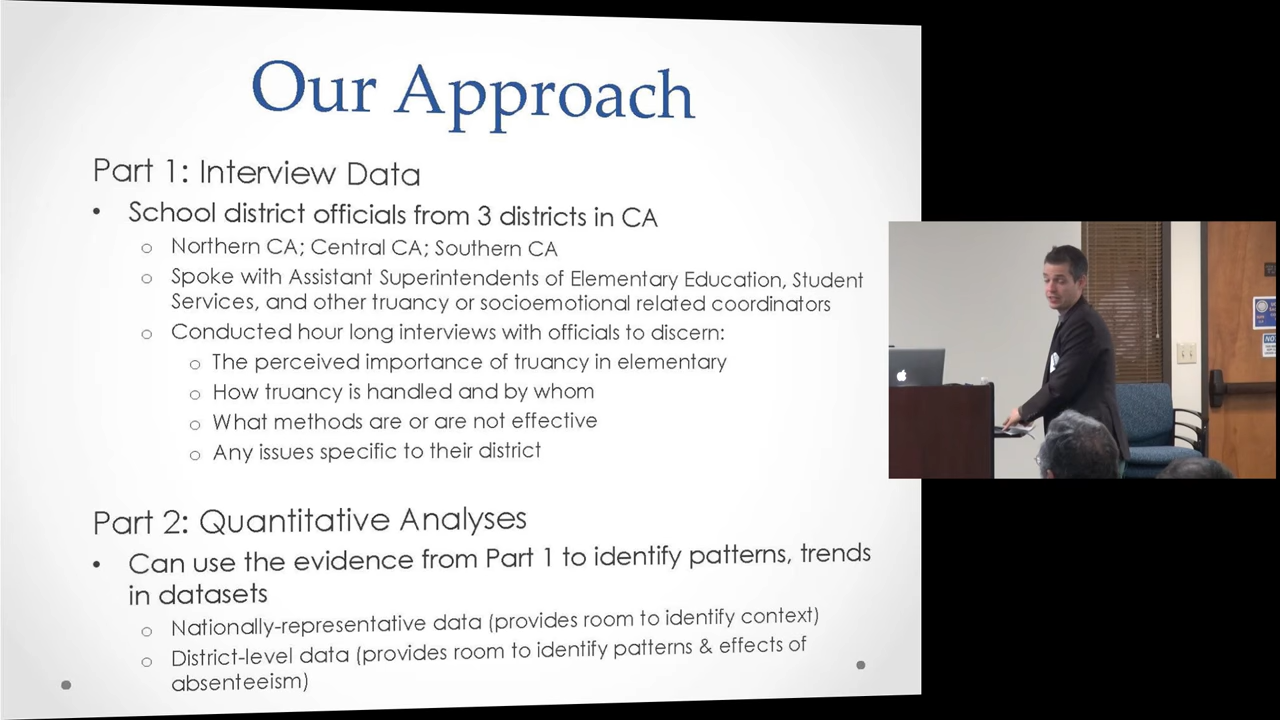 Our Approach
Part 1: Interview Data
• School district officials from 3 districts in CA
o Northern CA; Central CA; Southern CA
o Spoke with Assistant Superintendents of Elementary Education, Student
Services, and other truancy or socioemotional related coordinators
o Conducted hour long interviews with officials to discern:
o The perceived importance of truancy in elementary
o How truancy is handled and by whom
o What methods are or are not effective
o Any issues specific to their district
Part 2: Quantitative Analyses
• Can use the evidence from Part 1 to identify patterns, trends
in datasets
o Nationally-representative data (provides room to identify context)
o District-level data (provides room to identify patterns & effects of
absenteeism)